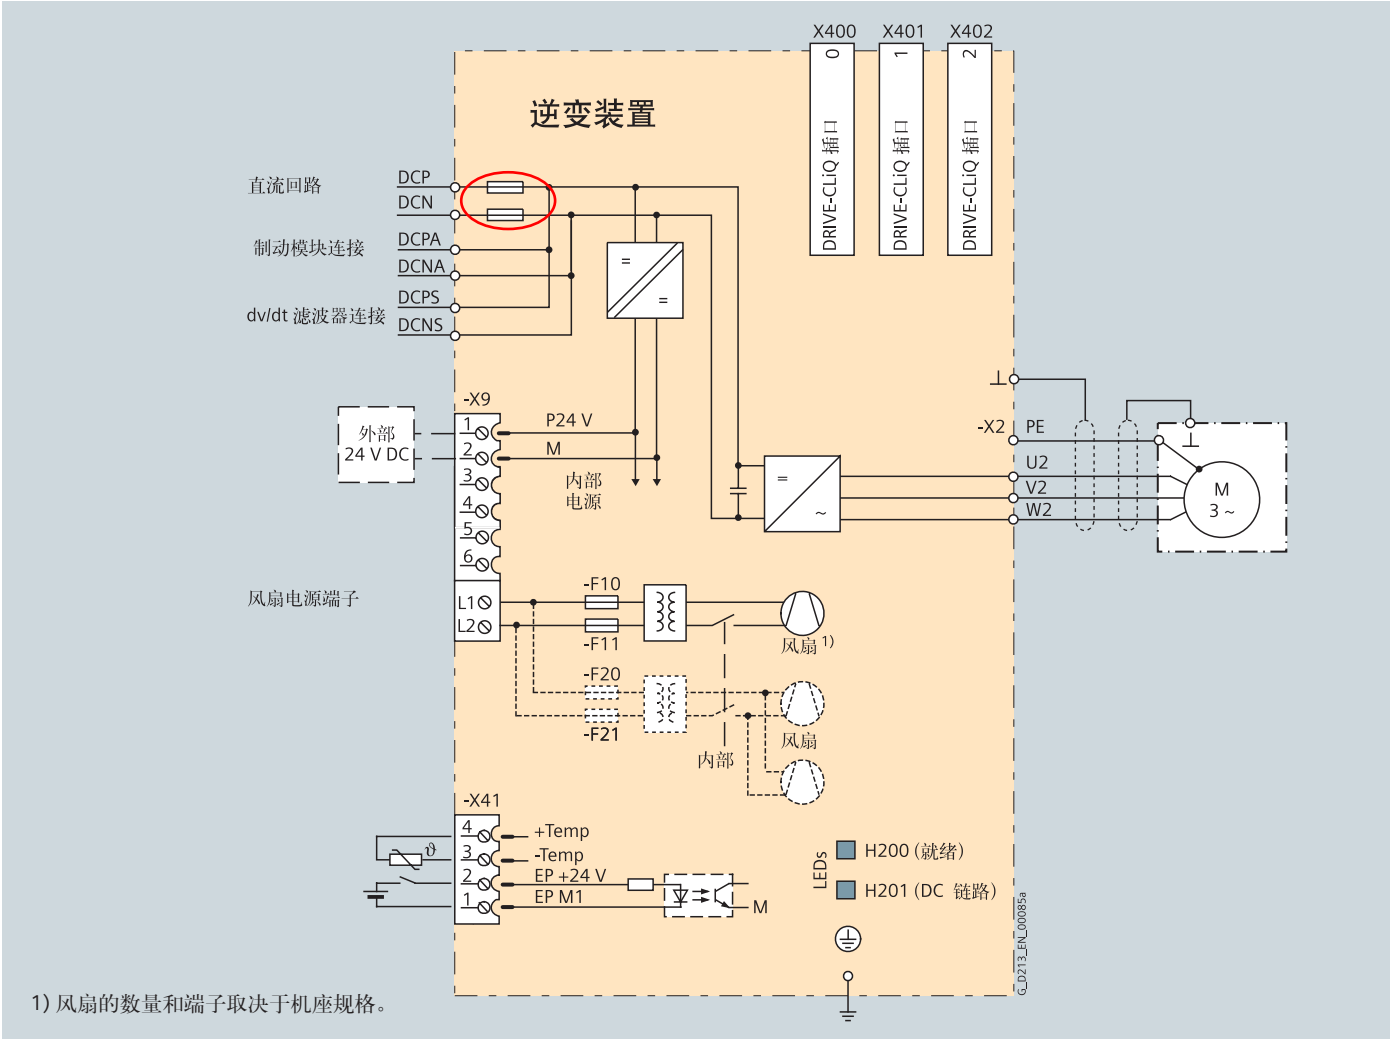 X400 X401 X402
0 1 2
DRIVE-CLiQ 插口
DRIVE-CLiQ 插口
DRIVE-CLiQ 插口
逆变装置
直流回路
DCP
DCN
制动模块连接
DCPA
DCNA
dv/dt 滤波器连接
DCPS
DCNS
=
=
外部
24 V DC
-X9
1
2
3
4
5
6
P24 V
M
内部
电源
=
~
-X2
PE
U2
V2
W2
M
3 ~
风扇电源端子
L1
L2
-F10
-F11
风扇 1)
-F20
-F21
风扇
内部
-X41
4
3
2
1
ϑ
+Temp
-Temp
EP +24 V
EP M1
M
LEDs
H200 (就绪)
H201 (DC 链路)
G_D213_EN_00085a
1) 风扇的数量和端子取决于机座规格。